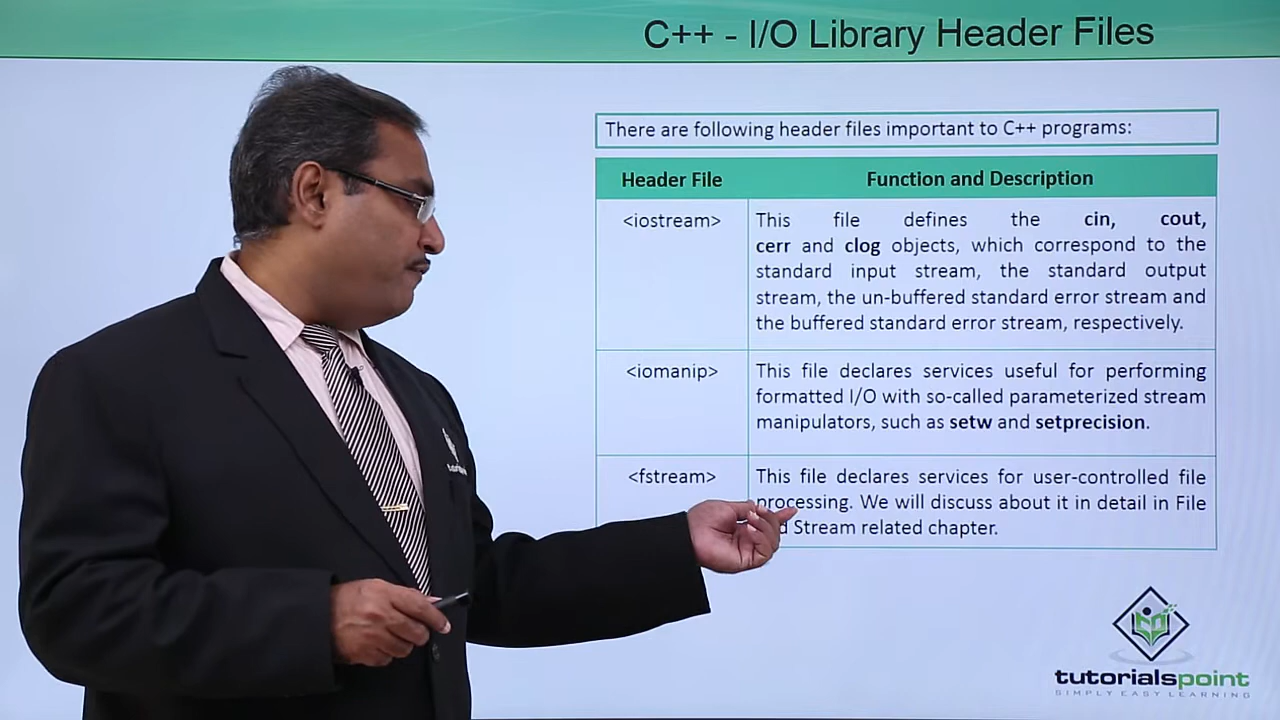 C++ - I/O Library Header Files
There are following header files important to C++ programs:
Header File
Function and Description
<iostream>
This file defines the cin, cout,
cerr and clog objects, which correspond to the
standard input stream, the standard output
stream, the un-buffered standard error stream and
the buffered standard error stream, respectively.
<iomanip>
This file declares services useful for performing
formatted I/O with so-called parameterized stream
manipulators, such as setw and setprecision.
<fstream>
This file declares services for user-controlled file
processing. We will discuss about it in detail in File
Stream related chapter.
tutorialspoint
SIMPLY EASY LEARNING